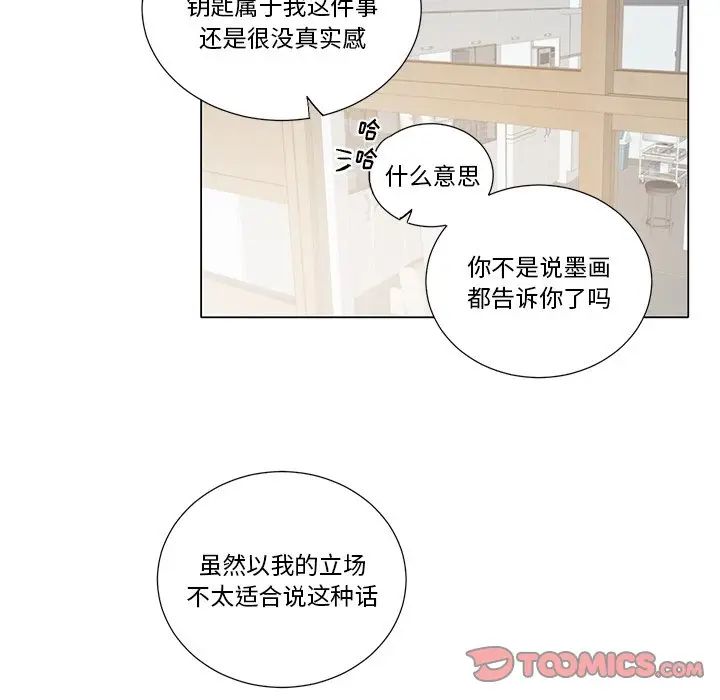 钥匙属于我这件事
还是很没真实感
哈
哈
什么意思
你不是说墨画
都告诉你了吗
虽然以我的立场
不太适合说这种话
TOOMICS.COM